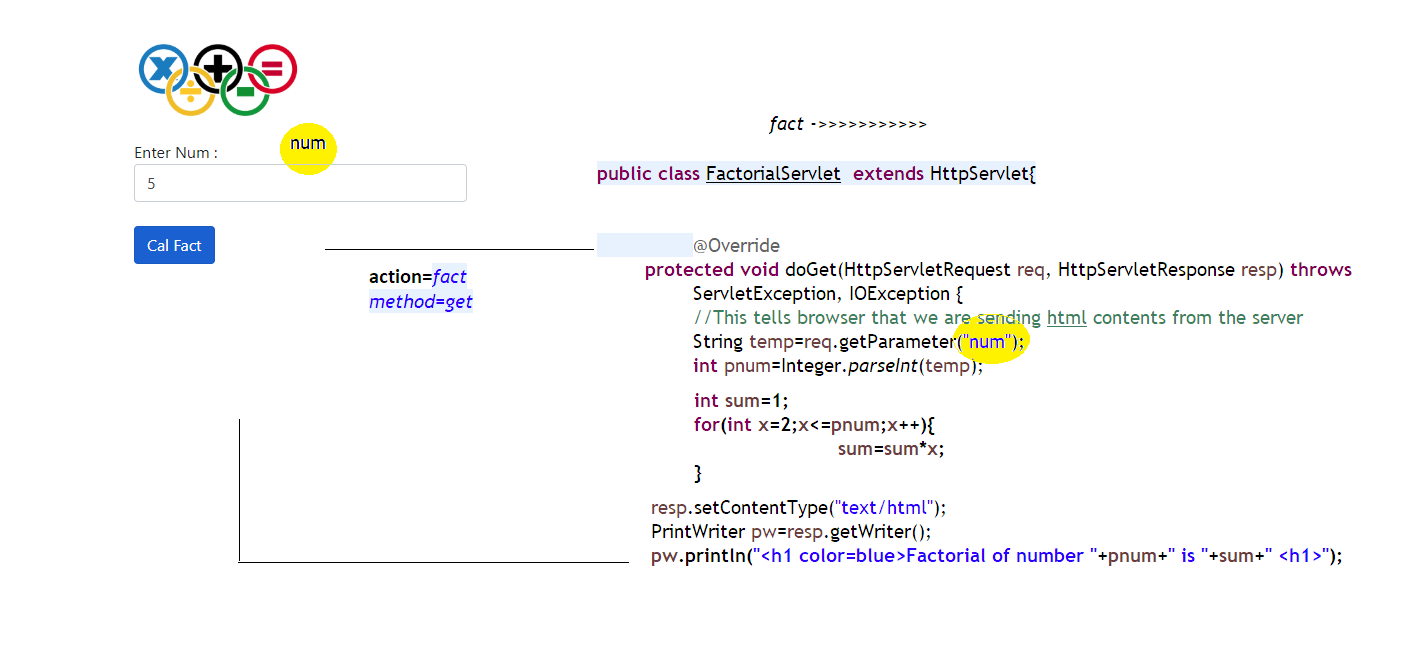 fact ->>>>>>>>>>>
num
Enter Num :
5
Cal Fact
action=fact
method=get
public class FactorialServlet extends HttpServlet{
@Override
protected void doGet(HttpServletRequest req, HttpServletResponse resp) throws
ServletException, IOException {
//This tells browser that we are sending html contents from the server
String temp=req.getParameter("num");
int pnum=Integer.parseInt(temp);
int sum=1;
for(int x=2;x<=pnum;x++){
sum=sum*x;
}
resp.setContentType("text/html");
PrintWriter pw=resp.getWriter();
pw.println("<h1 color=blue>Factorial of number "+pnum+" is "+sum+" <h1>");